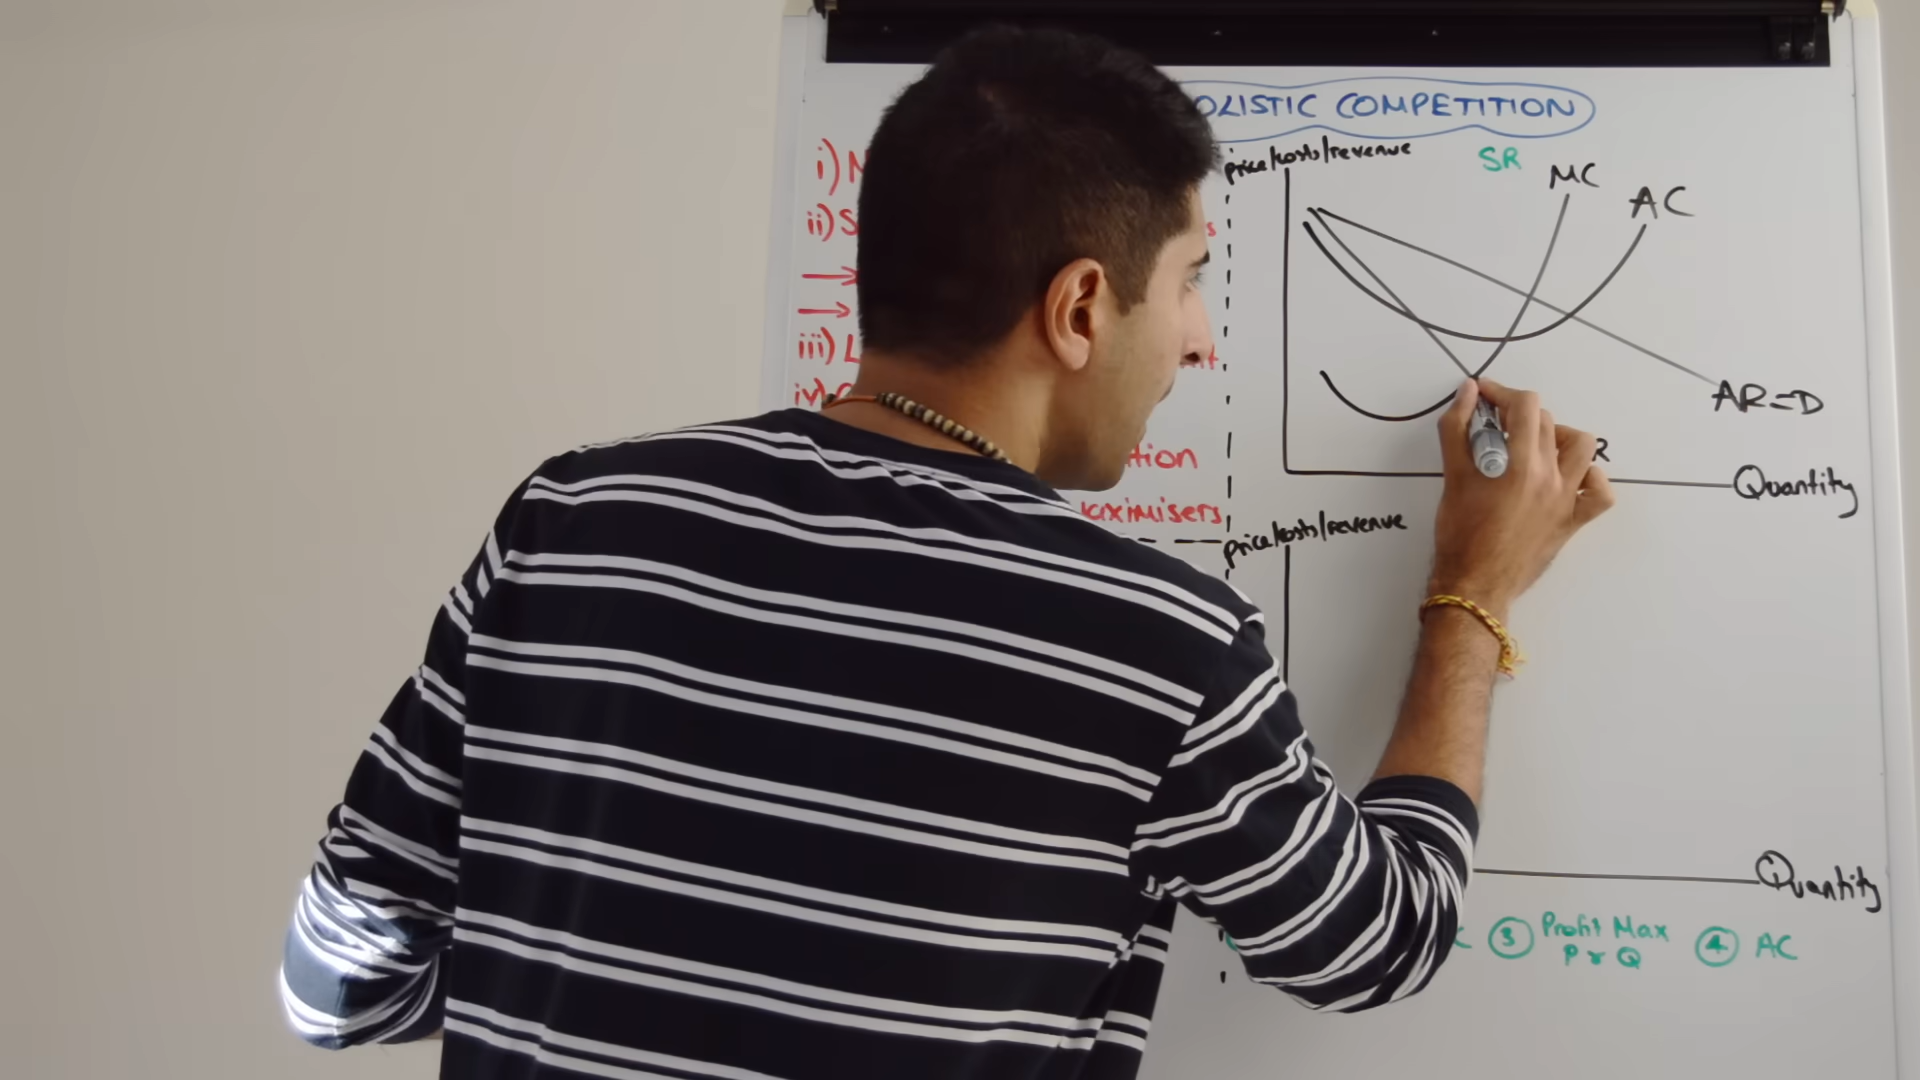 OLISTIC COMPETITION
i)
ii) S
→
→
iii) L
iv)
tion
aximisers
price/costs/revenue
SR
MC
AC
AR=D
R
Quantity
price/costs/revenue
Quantity
③ Profit Max
P & Q
④ AC